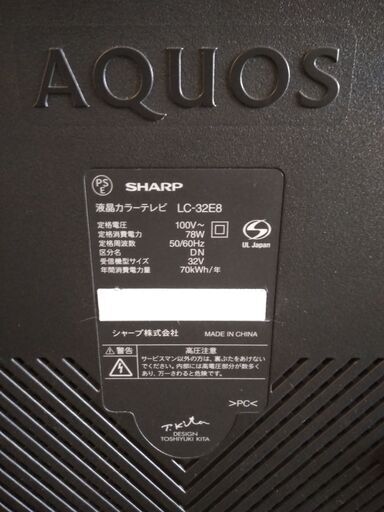 AQUOS
PS
E
SHARP
液晶カラーテレビ LC-32E8
定格電圧 100V～
定格消費電力 78W
定格周波数 50/60Hz
区分名 DN
受信機型サイズ 32V
年間消費電力量 70kWh/年
S
UL Japan
シャープ株式会社 MADE IN CHINA
警告 高圧注意
サービスマン以外の方は、裏ぶたをあけない
でください。内部には高電圧部分が数多く
あり、万一さわると危険です。
>PC<
T.Kita
DESIGN
TOSHIYUKI KITA